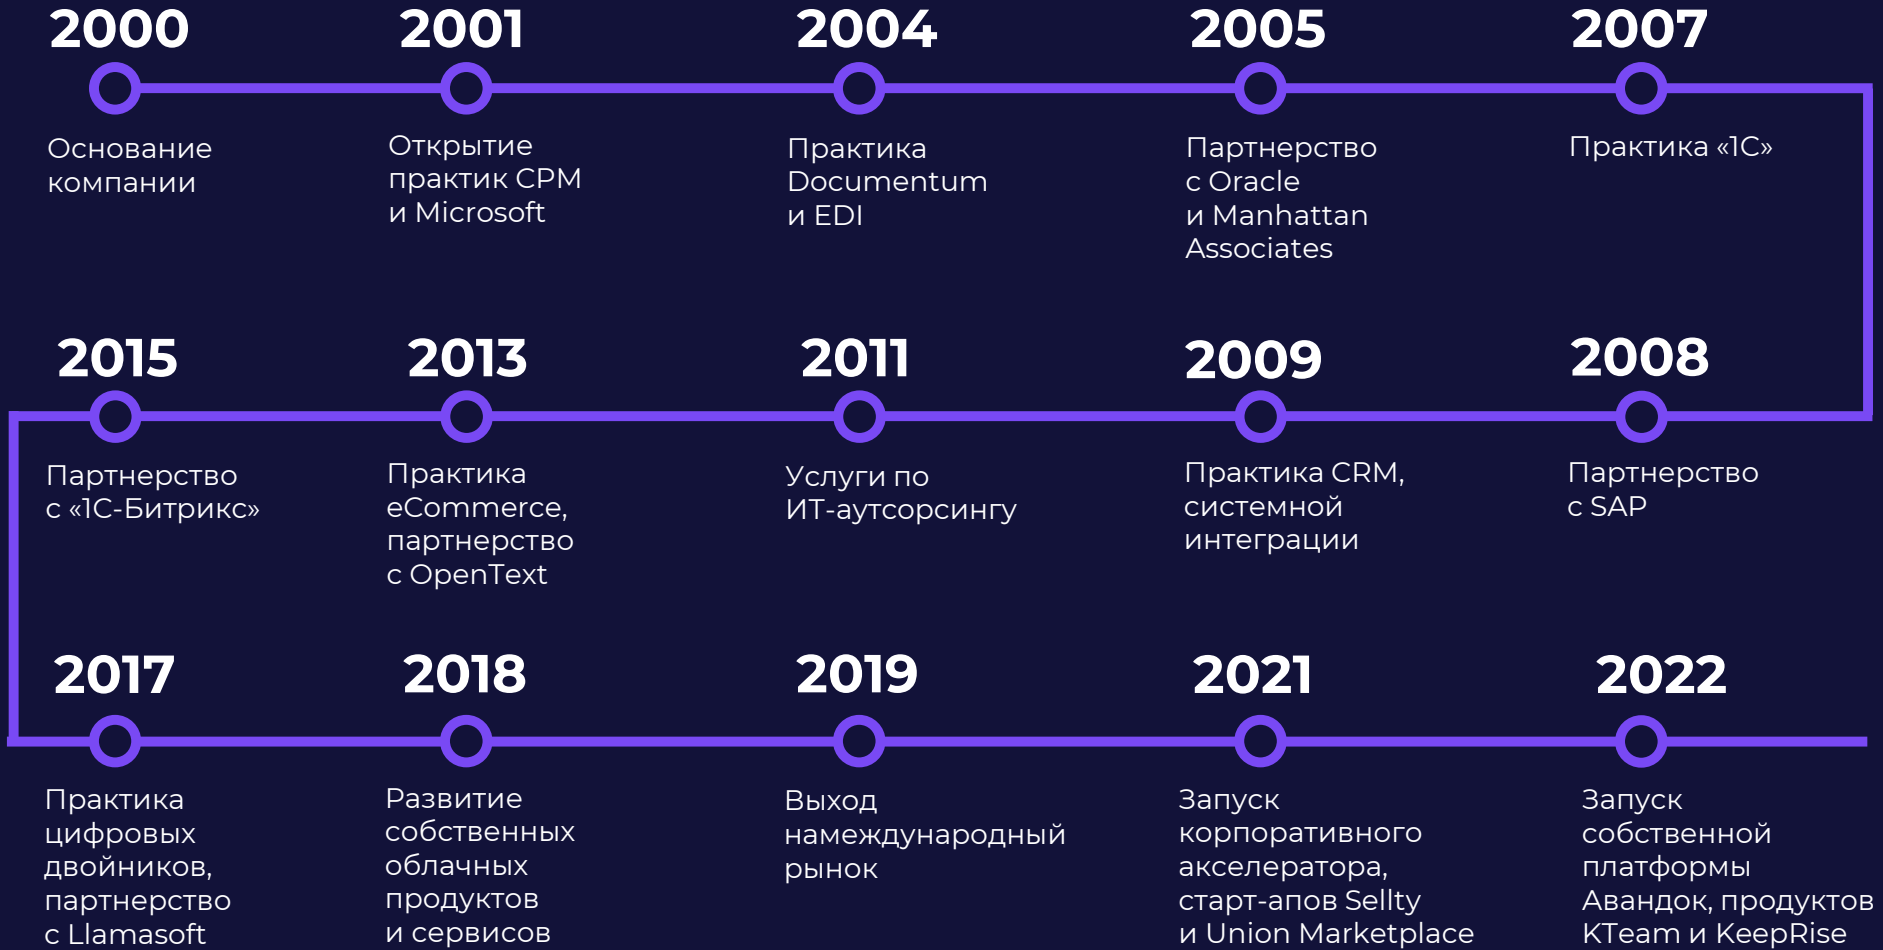 2000
Основание
компании
2001
Открытие
практик CPM
и Microsoft
2004
Практика
Documentum
и EDI
2005
Партнерство
с Oracle
и Manhattan
Associates
2007
Практика «1С»
2015
Партнерство
с «1С-Битрикс»
2013
Практика
eCommerce,
партнерство
с OpenText
2011
Услуги по
ИТ-аутсорсингу
2009
Практика CRM,
системной
интеграции
2008
Партнерство
с SAP
2017
Практика
цифровых
двойников,
партнерство
с Llamasoft
2018
Развитие
собственных
облачных
продуктов
и сервисов
2019
Выход
намеждународный
рынок
2021
Запуск
корпоративного
акселератора,
старт-апов Sellty
и Union Marketplace
2022
Запуск
собственной
платформы
Авандок, продуктов
KTeam и KeepRise